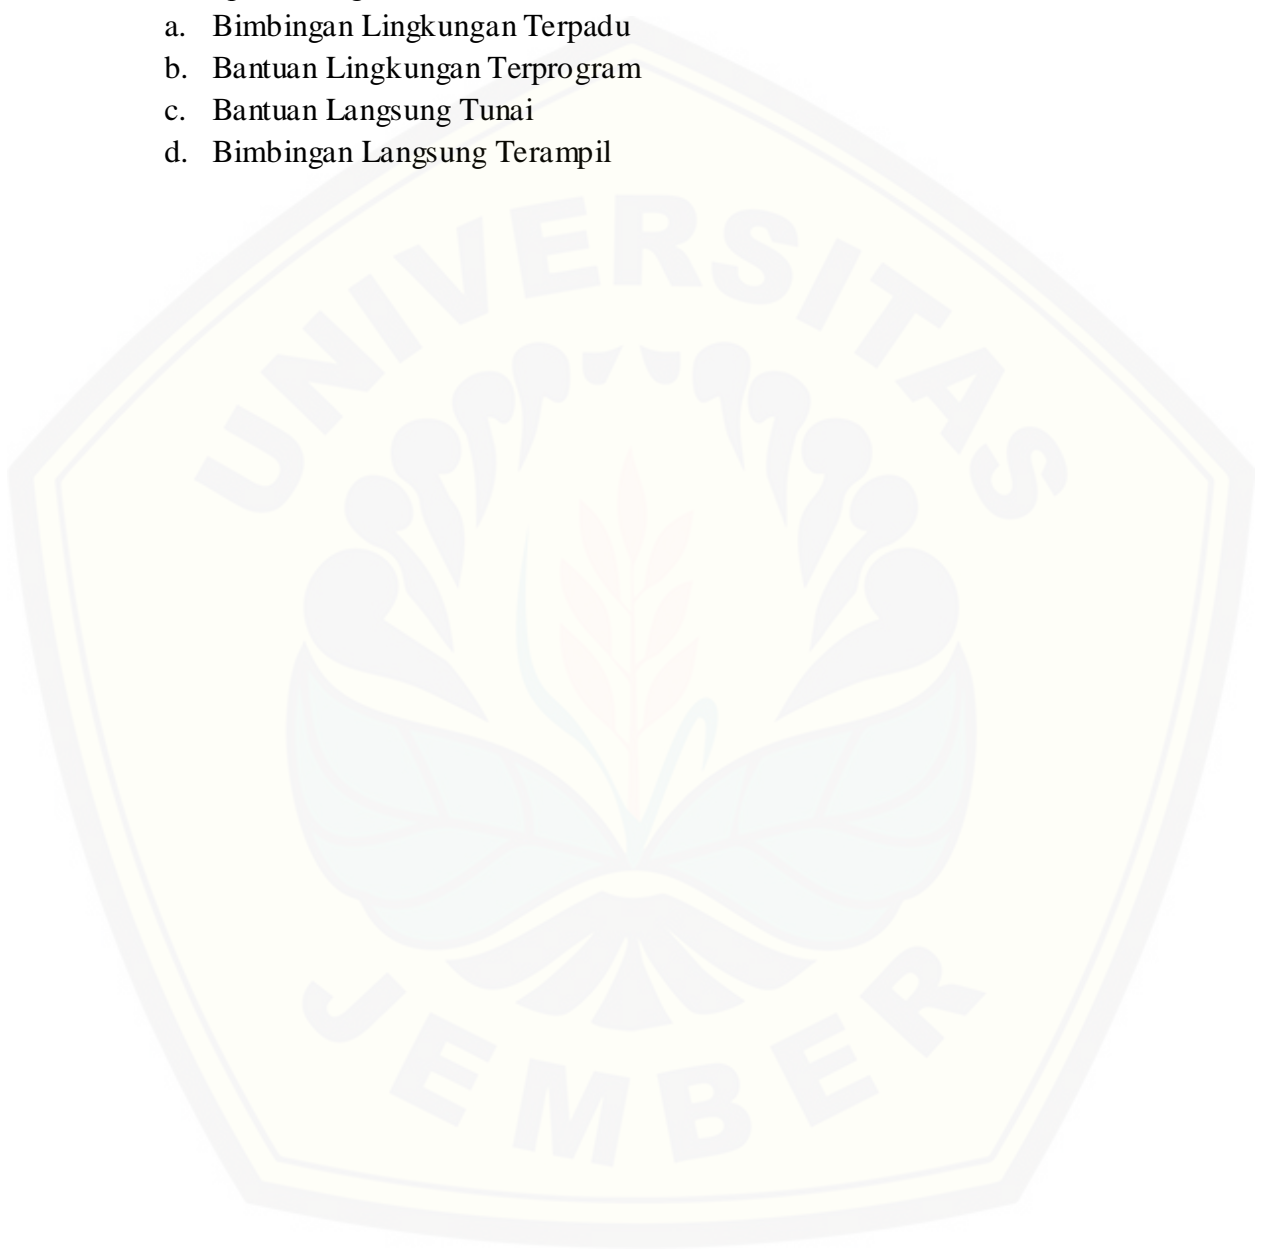 a. Bimbingan Lingkungan Terpadu
b. Bantuan Lingkungan Terprogram
c. Bantuan Langsung Tunai
d. Bimbingan Langsung Terampil
UNIVERSITAS
JEMBER